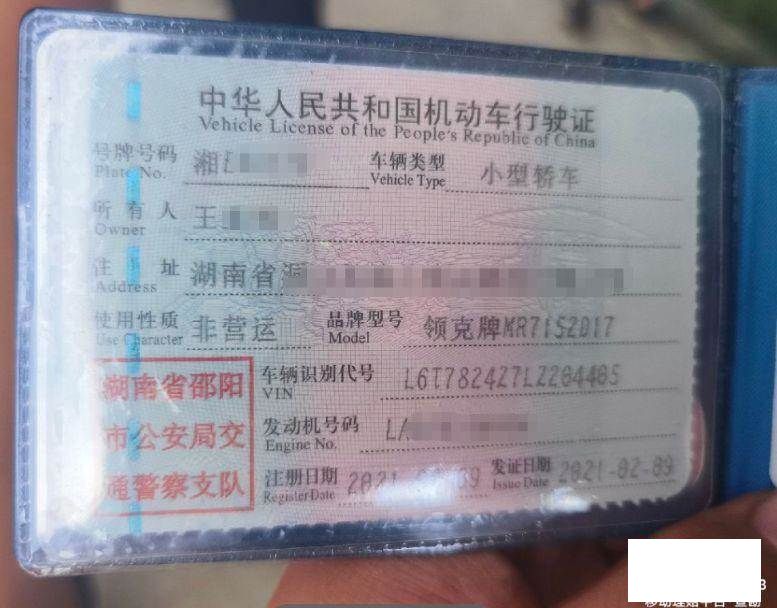 中华人民共和国机动车行驶证
Vehicle License of the People's Republic of China
号牌号码 湘 车辆类型 小型轿车
Plate No. Vehicle Type
所有人 王
Owner
住址 湖南省
Address
使用性质 非营运 品牌型号 领克牌MR7152D17
Use Character Model
湖南省邵阳
市公安局交
通警察支队
车辆识别代号 L6T7824Z7LZ204405
VIN
发动机号码
Engine No.
注册日期 2021 发证日期 2021-02-09
Register Date Issue Date